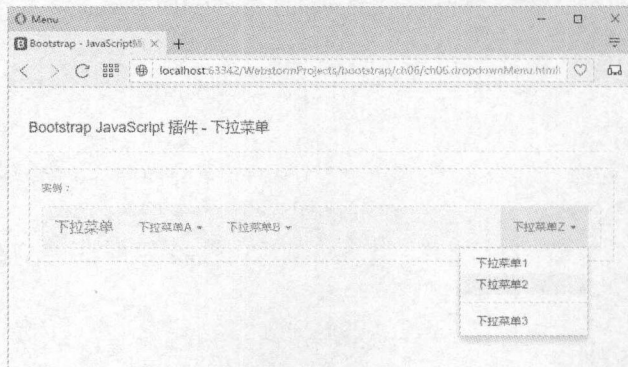 Menu
Bootstrap - JavaScript
localhost:63342/WebstormProjects/bootstrap/ch06/ch06.dropdownMenu.html
Bootstrap JavaScript 插件 - 下拉菜单
实例：
下拉菜单 下拉菜单A 下拉菜单B 下拉菜单Z
下拉菜单1
下拉菜单2
下拉菜单3